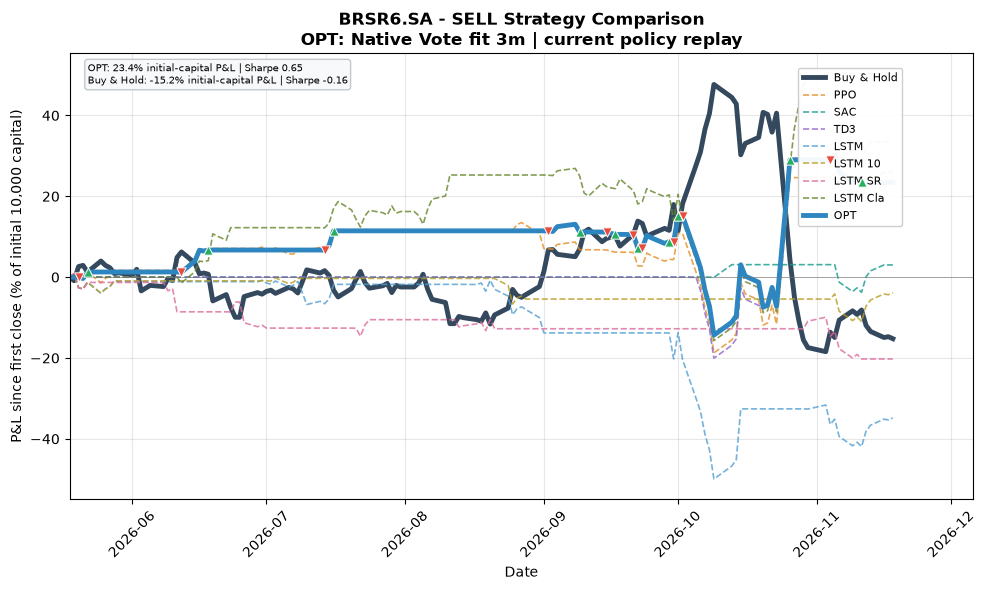 BRSR6.SA - SELL Strategy Comparison
OPT: Native Vote fit 3m | current policy replay
OPT: 23.4% initial-capital P&L | Sharpe 0.65
Buy & Hold: -15.2% initial-capital P&L | Sharpe -0.16
Buy & Hold
PPO
SAC
TD3
LSTM
LSTM 10
LSTM SR
LSTM Cla
OPT
P&L since first close (% of initial 10,000 capital)
40
20
0
−20
−40
2026-06
2026-07
2026-08
2026-09
2026-10
2026-11
2026-12
Date